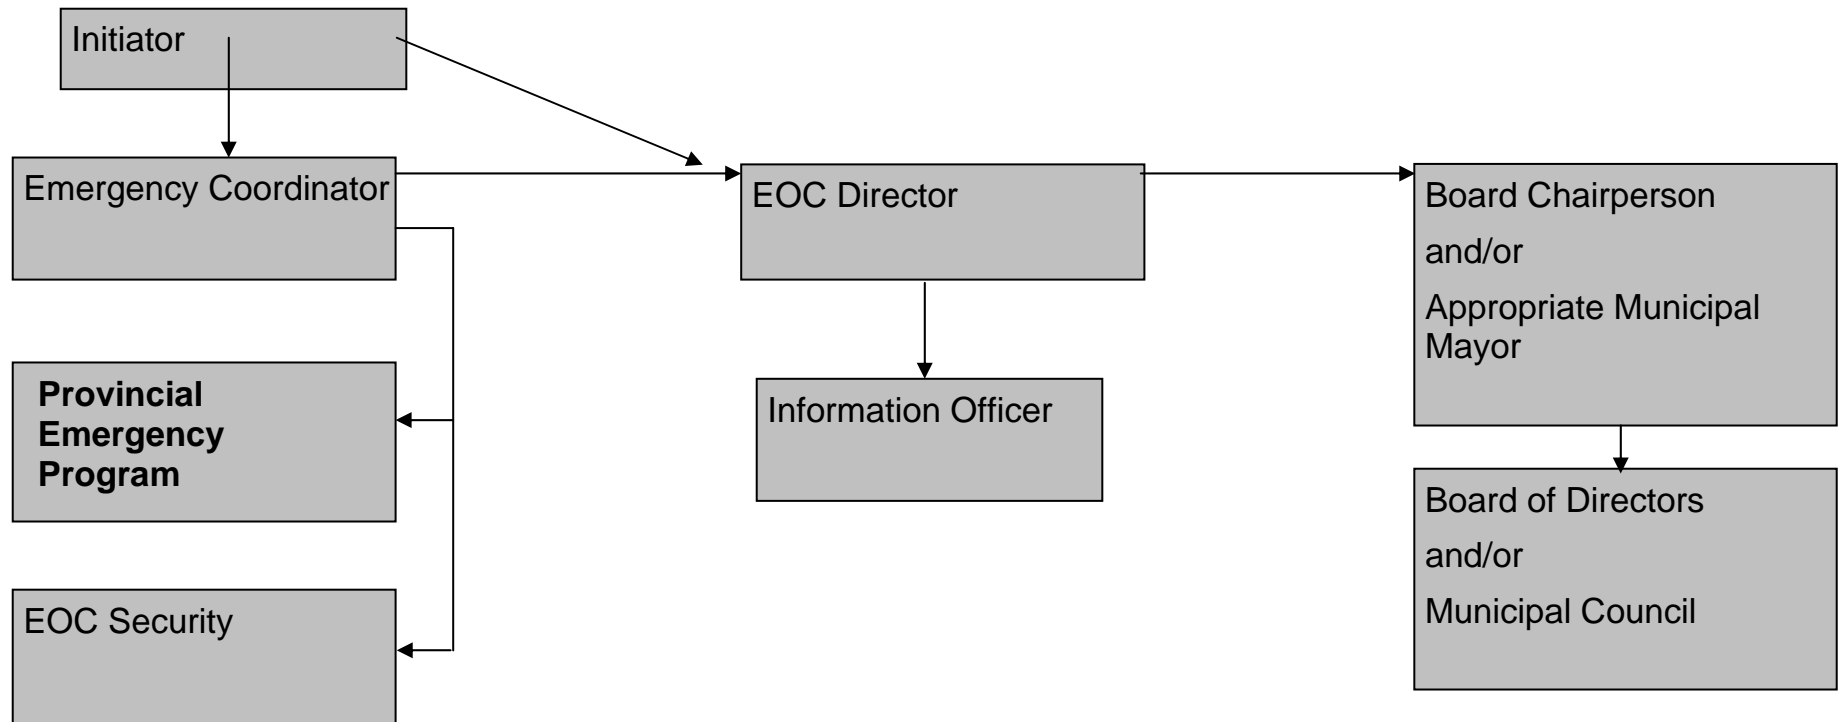 Initiator
Emergency Coordinator
EOC Director
Board Chairperson
and/or
Appropriate Municipal
Mayor
Provincial
Emergency
Program
Information Officer
Board of Directors
and/or
Municipal Council
EOC Security